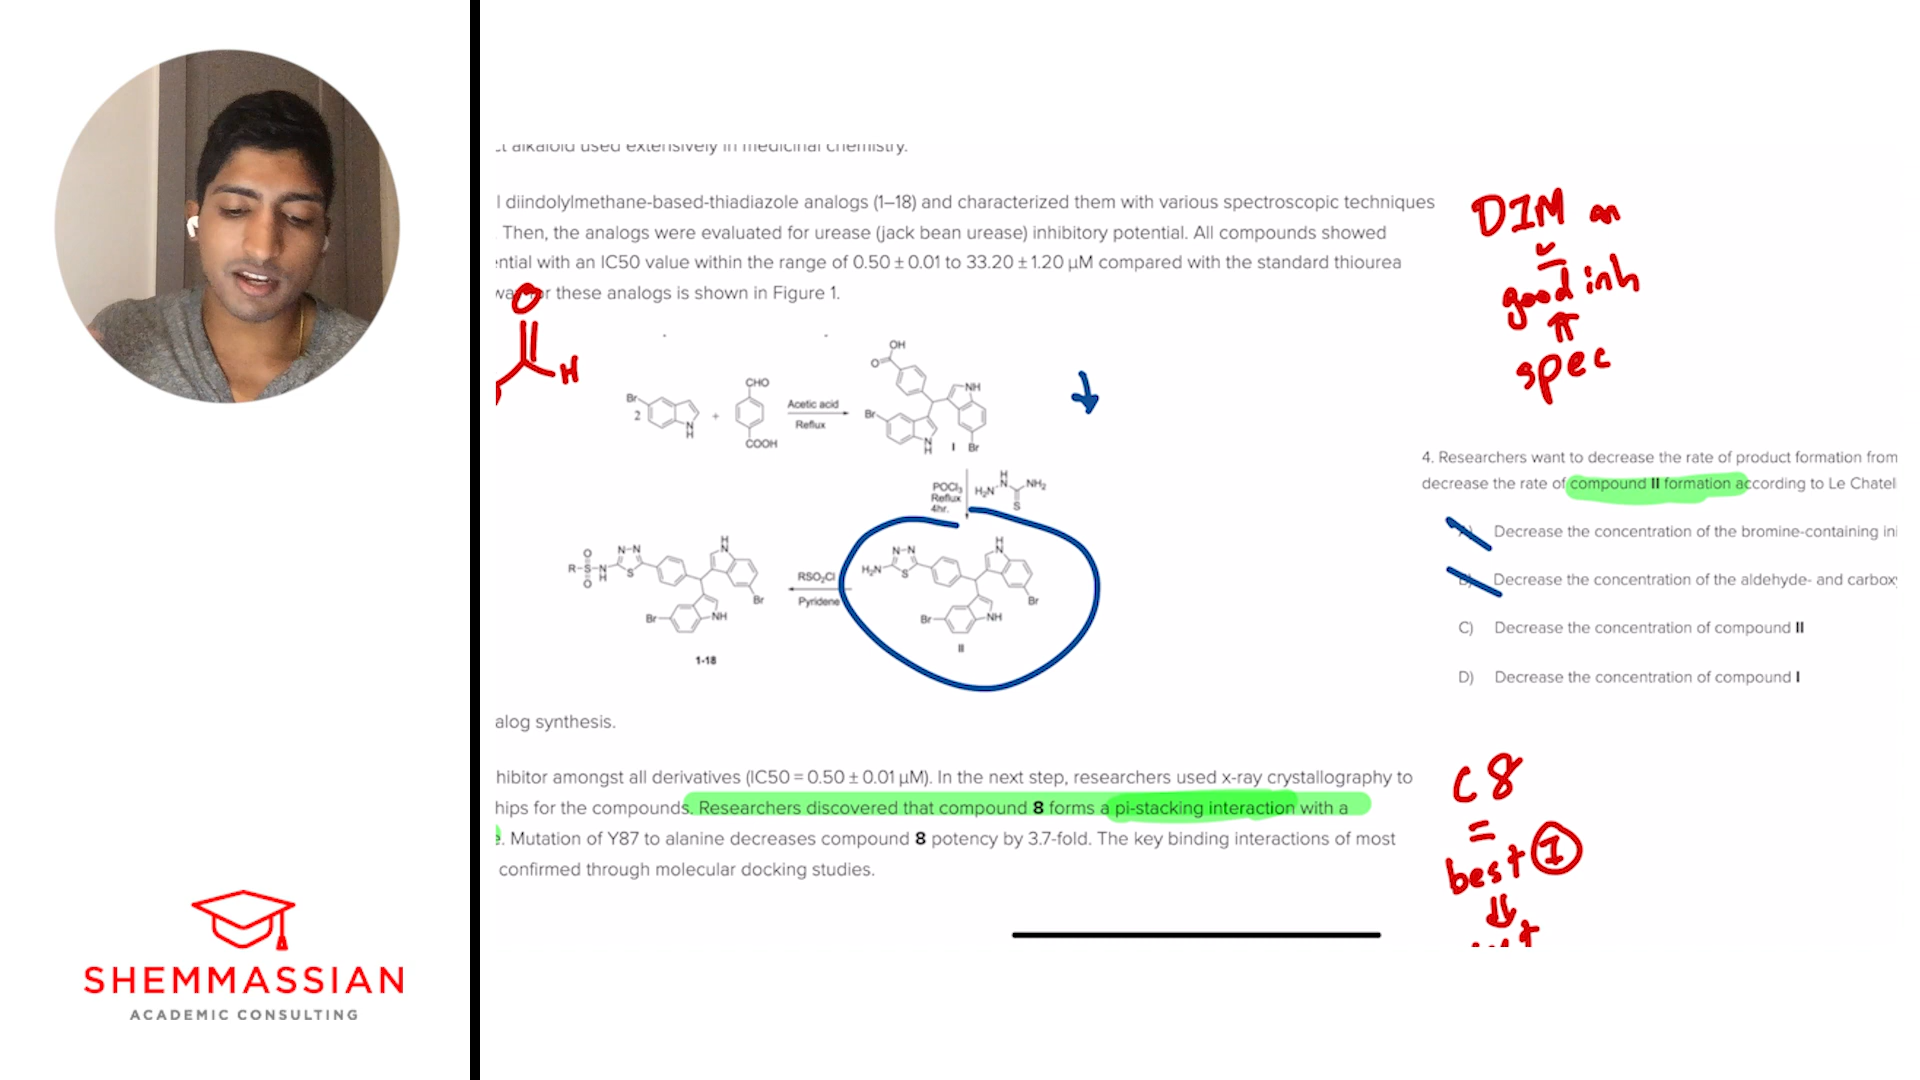 alkaloid used extensively in medicinal chemistry.
l diindolylmethane-based-thiadiazole analogs (1–18) and characterized them with various spectroscopic techniques
. Then, the analogs were evaluated for urease (jack bean urease) inhibitory potential. All compounds showed
ential with an IC50 value within the range of 0.50 ± 0.01 to 33.20 ± 1.20 μM compared with the standard thiourea
these analogs is shown in Figure 1.
O
H
DIM an
good inh
spec
Br
2
N
H
+
CHO
COOH
Acetic acid
Reflux
OH
O
NH
Br
N
H
I
Br
POCl3
Reflux
4hr.
H2N
H
N
NH2
S
R-S-N
O
O
H
N-N
S
H
N
Br
Br
NH
1-18
RSO2Cl
Pyridene
H2N
N-N
S
H
N
Br
Br
NH
II
4. Researchers want to decrease the rate of product formation from
decrease the rate of compound II formation according to Le Chatel
Decrease the concentration of the bromine-containing in
Decrease the concentration of the aldehyde- and carboxy
C) Decrease the concentration of compound II
D) Decrease the concentration of compound I
alog synthesis.
hibitor amongst all derivatives (IC50 = 0.50 ± 0.01 μM). In the next step, researchers used x-ray crystallography to
hips for the compounds. Researchers discovered that compound 8 forms a pi-stacking interaction with a
e. Mutation of Y87 to alanine decreases compound 8 potency by 3.7-fold. The key binding interactions of most
confirmed through molecular docking studies.
C8
=
best I
SHEMMASSIAN
ACADEMIC CONSULTING